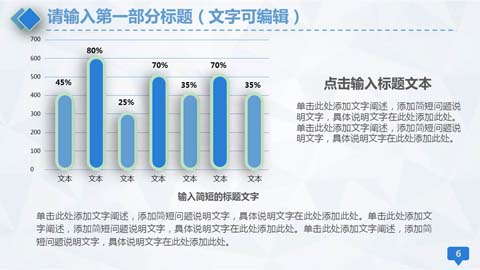 请输入第一部分标题（文字可编辑）
700
600
500
400
300
200
100
0
45%
80%
25%
70%
35%
70%
35%
文本 文本 文本 文本 文本 文本 文本
输入简短的标题文字
点击输入标题文本
单击此处添加文字阐述，添加简短问题说
明文字，具体说明文字在此处添加此处。
单击此处添加文字阐述，添加简短问题说
明文字，具体说明文字在此处添加此处。
单击此处添加文字阐述，添加简短问题说明文字，具体说明文字在此处添加此处。单击此处添加文
字阐述，添加简短问题说明文字，具体说明文字在此处添加此处。单击此处添加文字阐述，添加简
短问题说明文字，具体说明文字在此处添加此处。
6